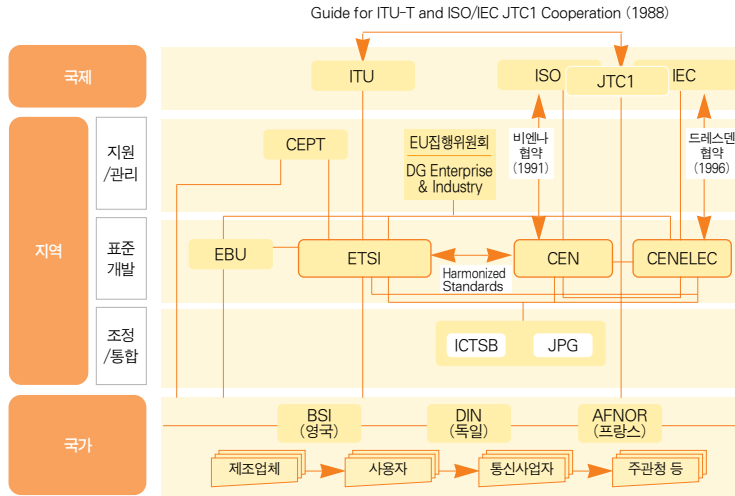 Guide for ITU-T and ISO/IEC JTC1 Cooperation (1988)
국제
ITU
ISO
JTC1
IEC
지역
지원
/관리
CEPT
EU집행위원회
DG Enterprise
& Industry
비엔나
협약
(1991)
드레스덴
협약
(1996)
표준
개발
EBU
ETSI
Harmonized
Standards
CEN
CENELEC
조정
/통합
ICTSB
JPG
국가
BSI
(영국)
DIN
(독일)
AFNOR
(프랑스)
제조업체
사용자
통신사업자
주관청 등